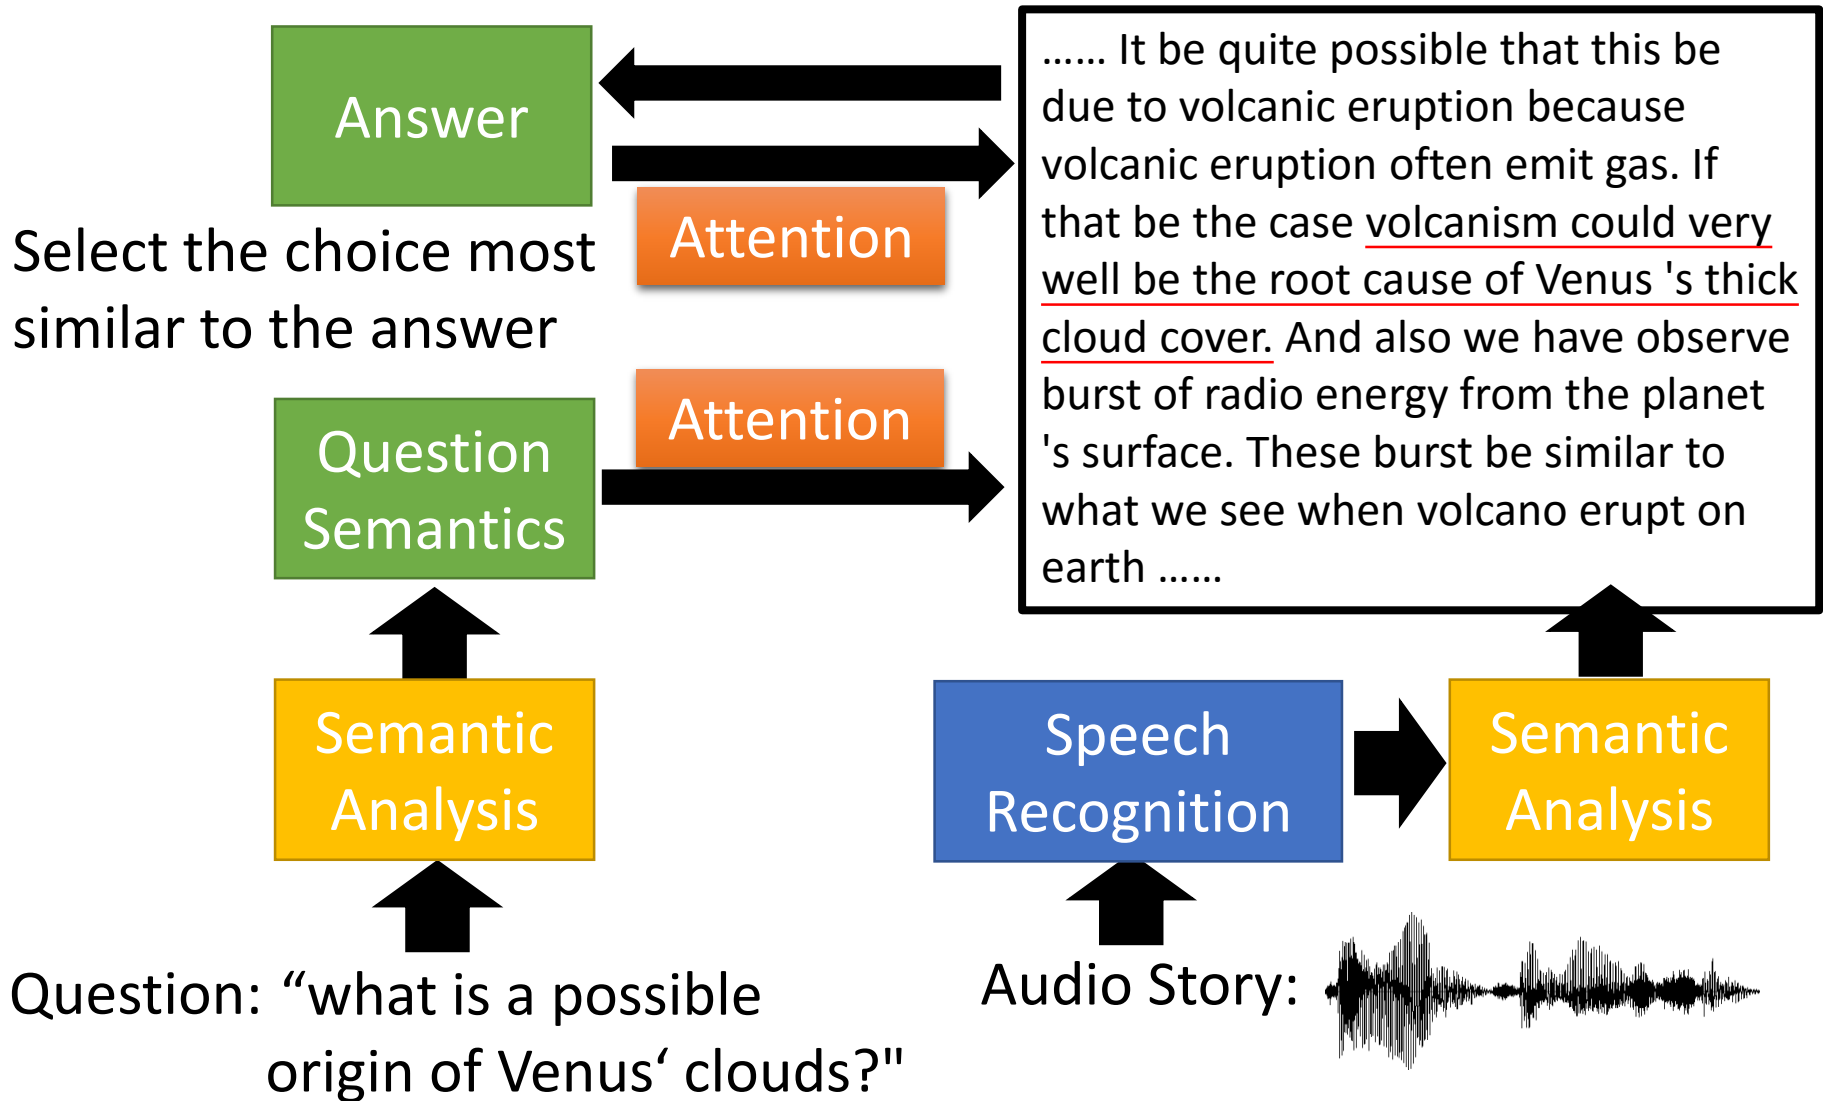 Answer
Select the choice most
similar to the answer
Attention
Attention
Question
Semantics
Semantic
Analysis
Question: “what is a possible
origin of Venus‘ clouds?"
…… It be quite possible that this be
due to volcanic eruption because
volcanic eruption often emit gas. If
that be the case volcanism could very
well be the root cause of Venus 's thick
cloud cover. And also we have observe
burst of radio energy from the planet
's surface. These burst be similar to
what we see when volcano erupt on
earth ……
Speech
Recognition
Semantic
Analysis
Audio Story: